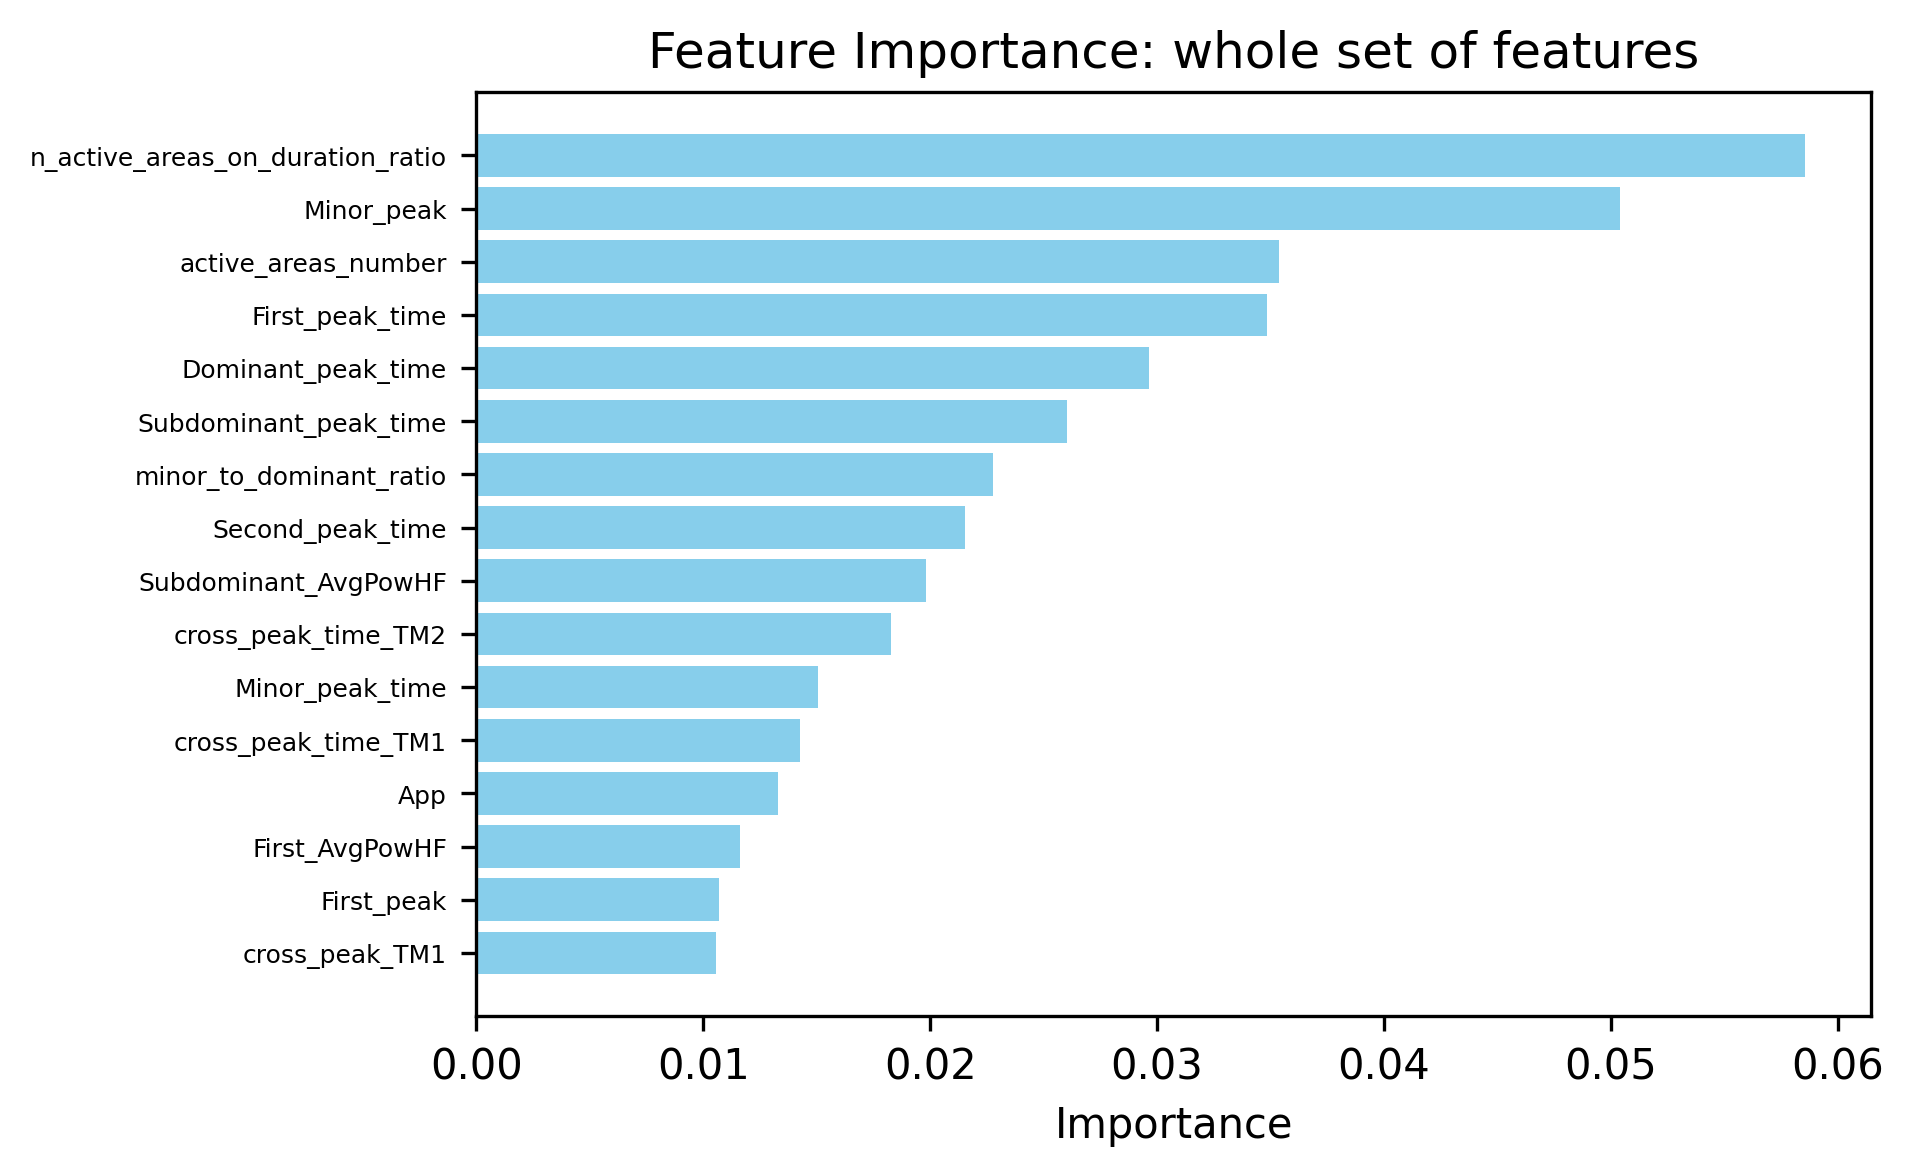 Feature Importance: whole set of features
n_active_areas_on_duration_ratio
Minor_peak
active_areas_number
First_peak_time
Dominant_peak_time
Subdominant_peak_time
minor_to_dominant_ratio
Second_peak_time
Subdominant_AvgPowHF
cross_peak_time_TM2
Minor_peak_time
cross_peak_time_TM1
App
First_AvgPowHF
First_peak
cross_peak_TM1
0.00 0.01 0.02 0.03 0.04 0.05 0.06
Importance